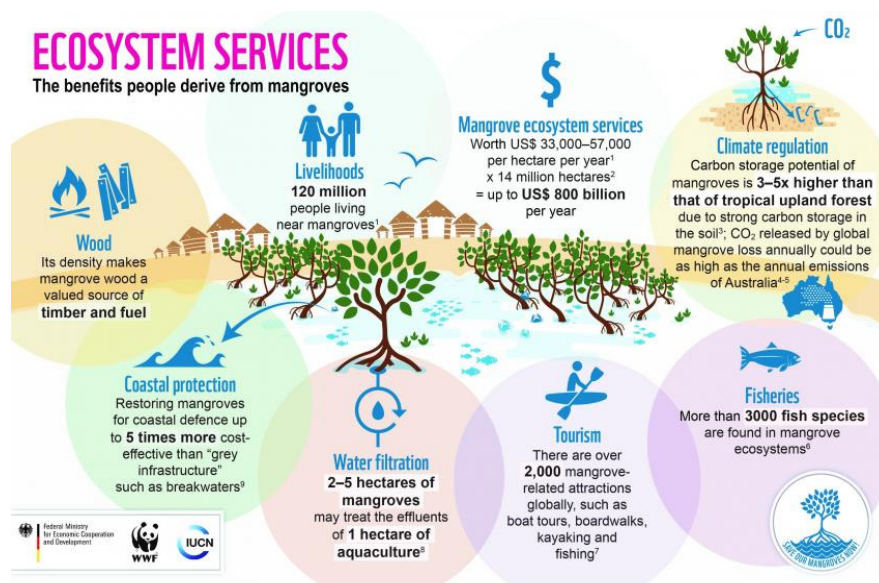 ECOSYSTEM SERVICES
The benefits people derive from mangroves
Wood
Its density makes
mangrove wood a
valued source of
timber and fuel
Livelihoods
120 million
people living
near mangroves¹
$
Mangrove ecosystem services
Worth US$ 33,000–57,000
per hectare per year¹
x 14 million hectares²
= up to US$ 800 billion
per year
CO₂
C C C
Climate regulation
Carbon storage potential of
mangroves is 3–5x higher than
that of tropical upland forest
due to strong carbon storage in
the soil³; CO₂ released by global
mangrove loss annually could be
as high as the annual emissions
of Australia⁴⁻⁵
Coastal protection
Restoring mangroves
for coastal defence up
to 5 times more cost-
effective than “grey
infrastructure”
such as breakwaters⁹
Water filtration
2–5 hectares of
mangroves
may treat the effluents
of 1 hectare of
aquaculture⁸
Tourism
There are over
2,000 mangrove-
related attractions
globally, such as
boat tours, boardwalks,
kayaking and
fishing⁷
Fisheries
More than 3000 fish species
are found in mangrove
ecosystems⁶
Federal Ministry
for Economic Cooperation
and Development
WWF
IUCN
SAVE OUR MANGROVES NOW!